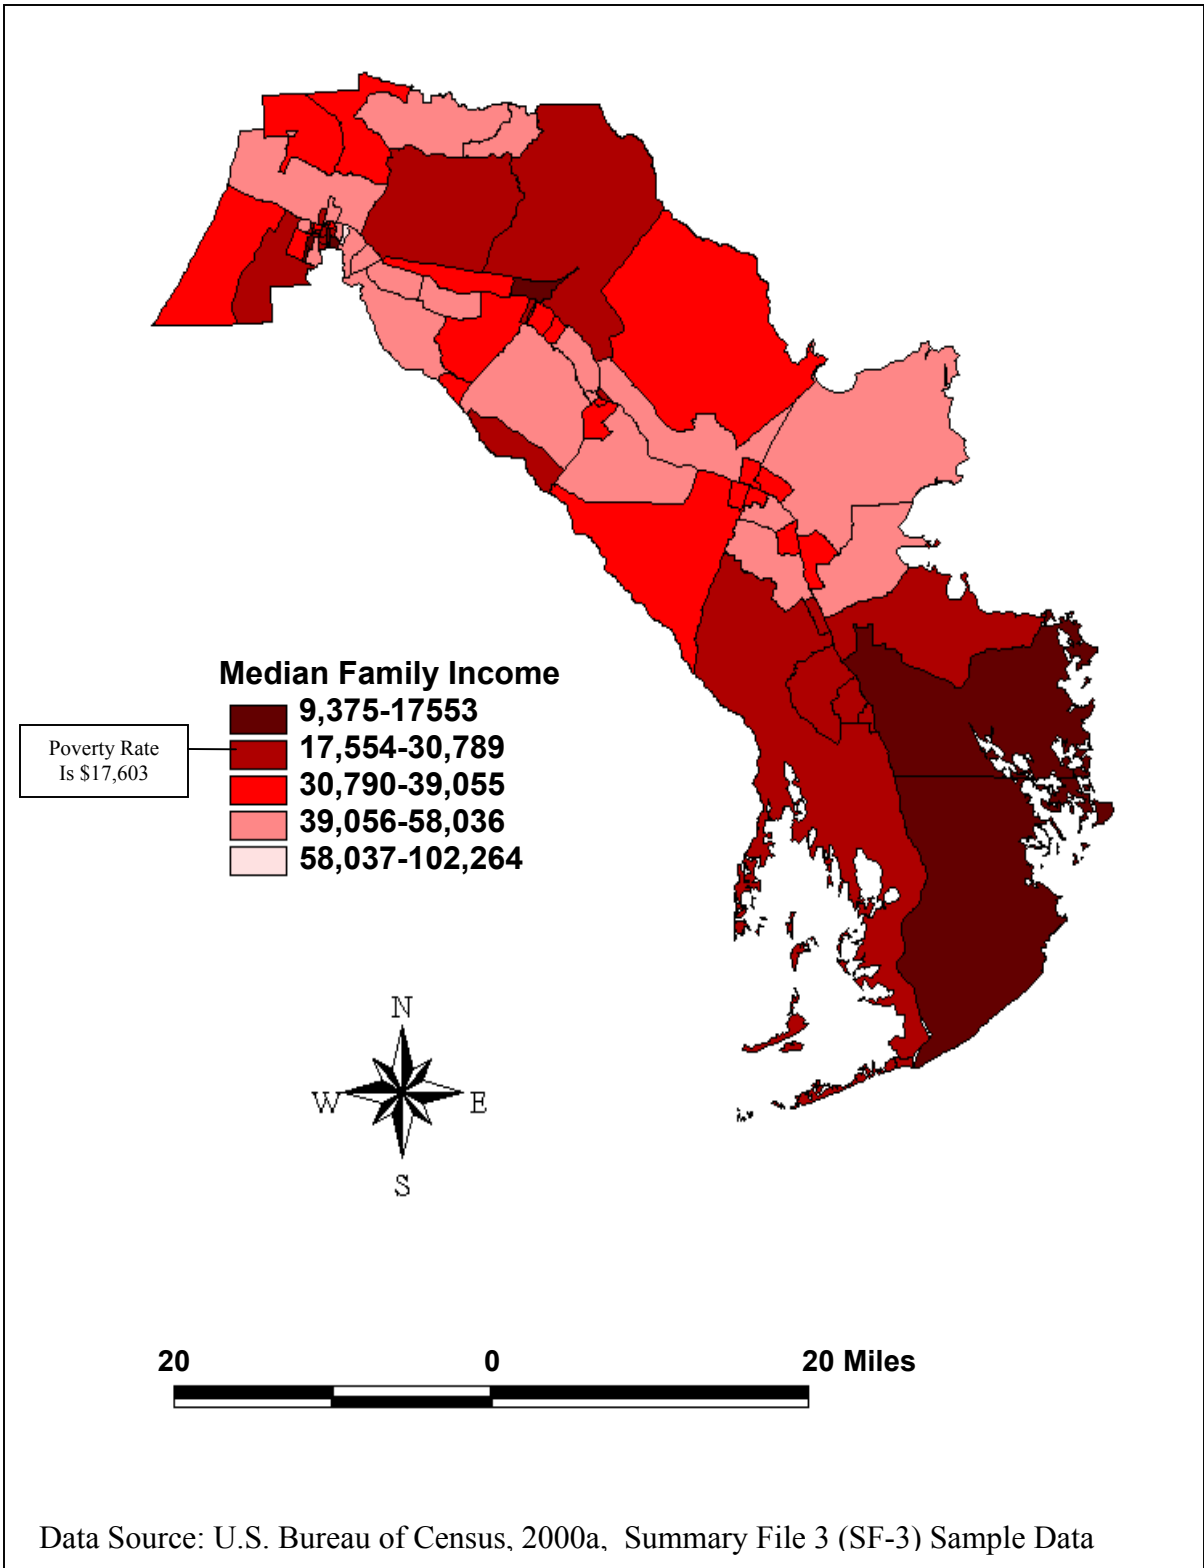 Median Family Income
9,375-17553
17,554-30,789
30,790-39,055
39,056-58,036
58,037-102,264
Poverty Rate
Is $17,603
N
W E
S
20 0 20 Miles
Data Source: U.S. Bureau of Census, 2000a, Summary File 3 (SF-3) Sample Data